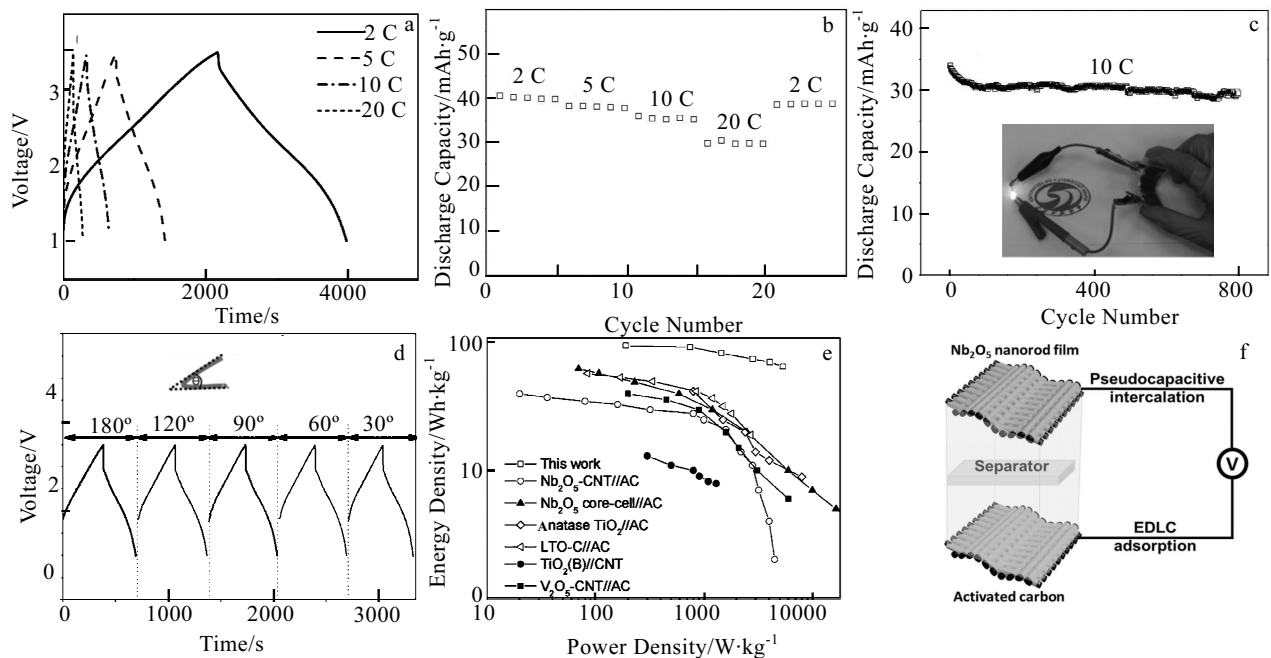 a
2 C
5 C
10 C
20 C
3
2
1
Voltage/V
0
2000
4000
Time/s
b
2 C
5 C
10 C
20 C
2 C
60
50
40
30
20
10
0
Discharge Capacity/mAh·g⁻¹
0
10
20
Cycle Number
c
10 C
40
30
20
10
0
Discharge Capacity/mAh·g⁻¹
0
400
800
Cycle Number
d
θ
180º
120º
90º
60º
30º
4
2
0
Voltage/V
0
1000
2000
3000
Time/s
e
100
10
0
Energy Density/Wh·kg⁻¹
This work
Nb₂O₅-CNT//AC
Nb₂O₅ core-cell//AC
Anatase TiO₂//AC
LTO-C//AC
TiO₂(B)//CNT
V₂O₅-CNT//AC
10
100
1000
10000
Power Density/W·kg⁻¹
f
Nb₂O₅ nanorod film
Pseudocapacitive
intercalation
Separator
V
EDLC
adsorption
Activated carbon